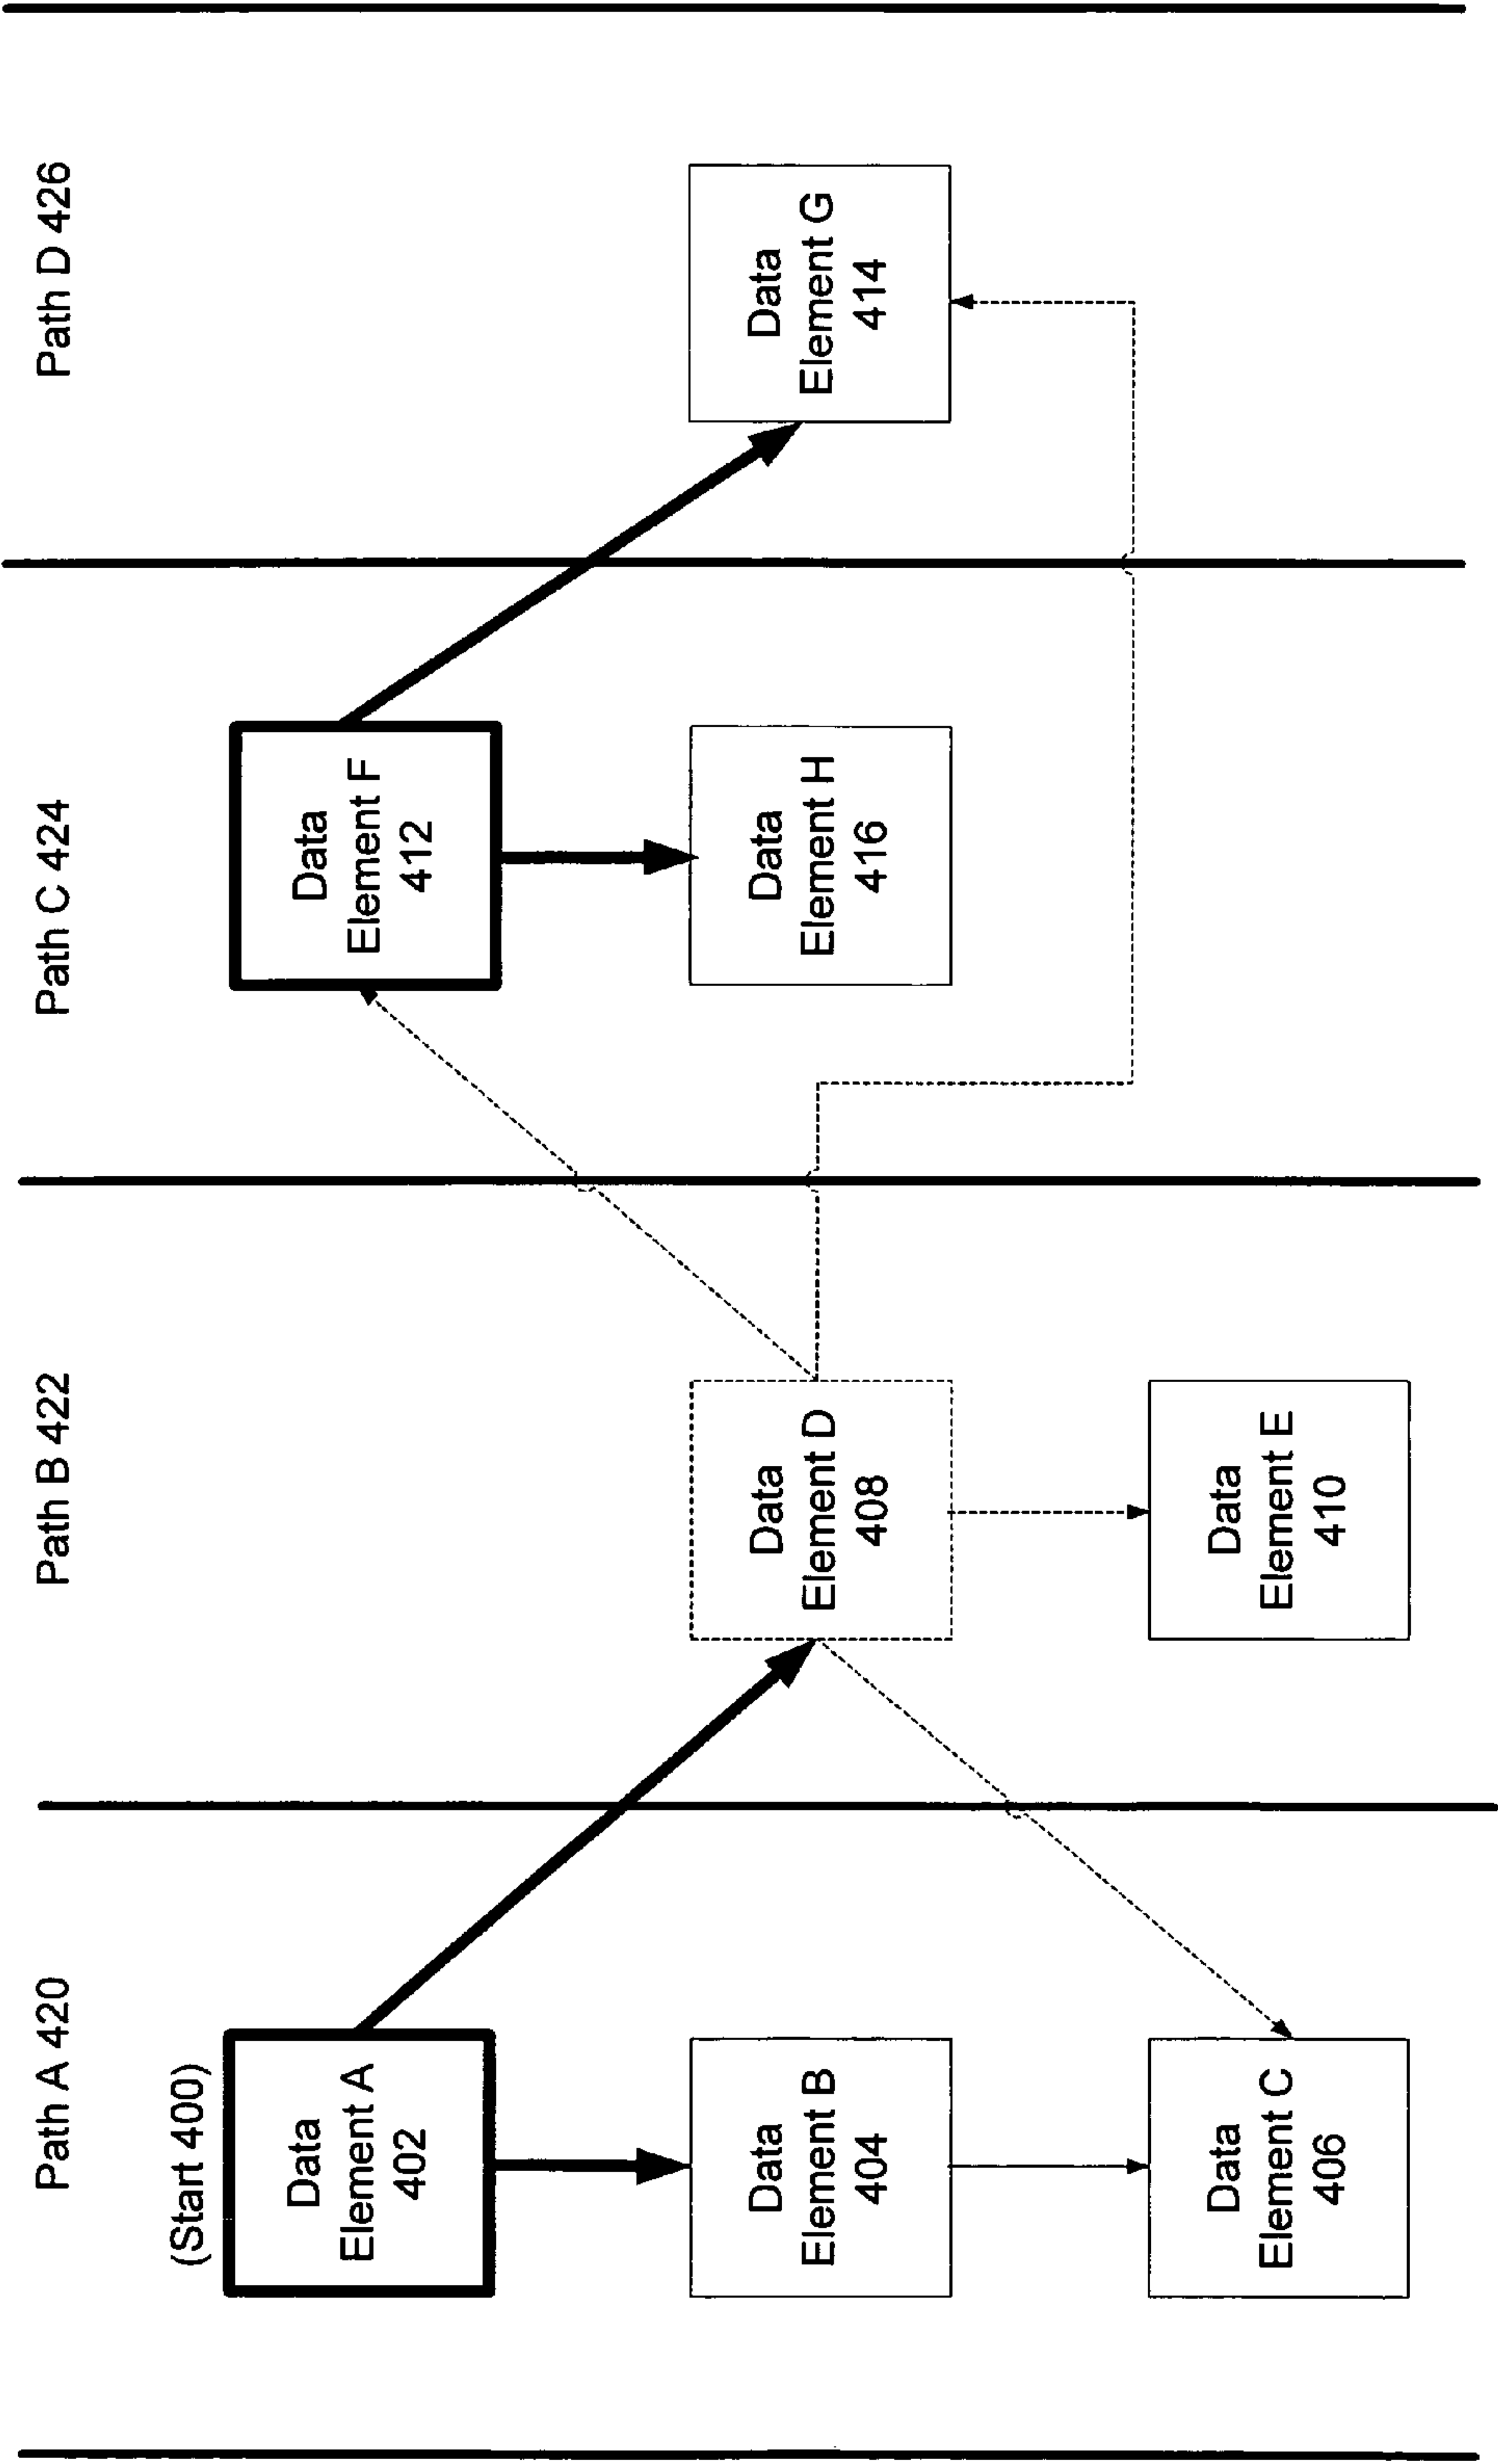 Path A 420
Path B 422
Path C 424
Path D 426
(Start 400)
Data
Element A
402
Data
Element F
412
Data
Element B
404
Data
Element D
408
Data
Element H
416
Data
Element G
414
Data
Element C
406
Data
Element E
410